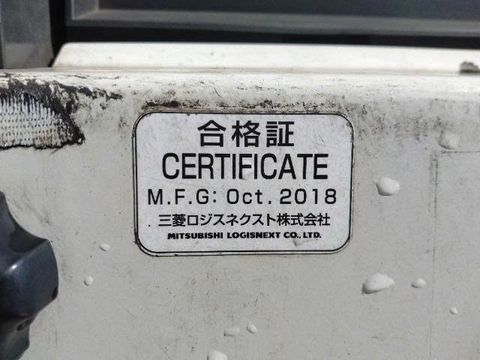 合格証
CERTIFICATE
M.F.G: Oct. 2018
三菱ロジスネクスト株式会社
MITSUBISHI LOGISNEXT CO., LTD.